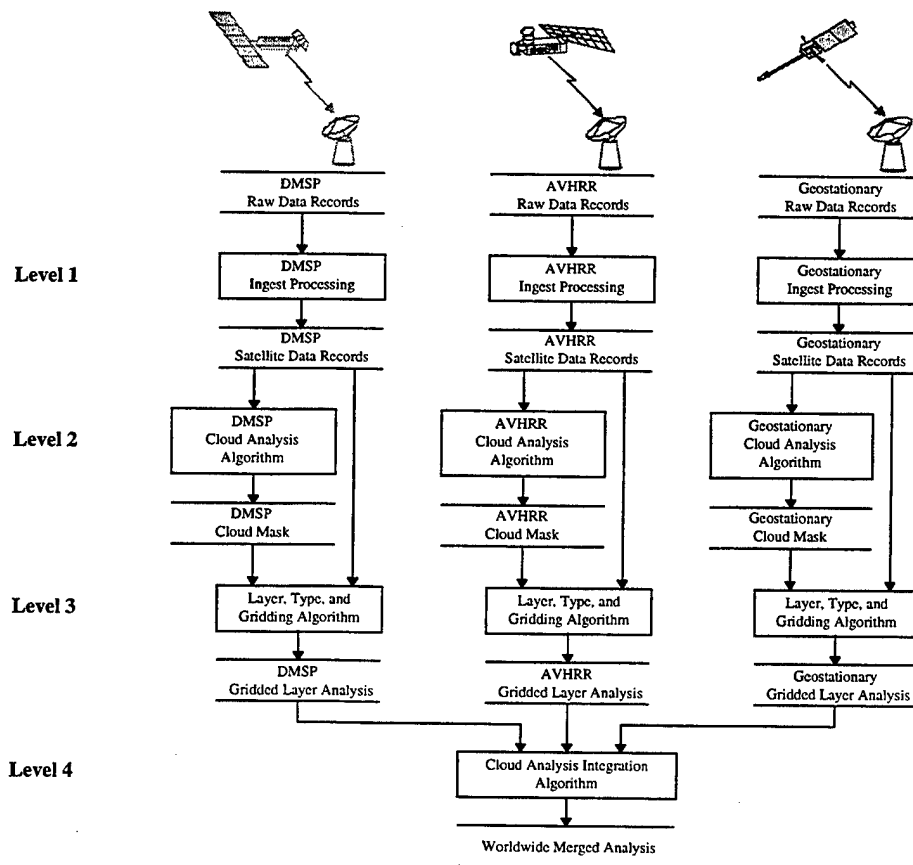 DMSP
Raw Data Records
AVHRR
Raw Data Records
Geostationary
Raw Data Records
Level 1
DMSP
Ingest Processing
AVHRR
Ingest Processing
Geostationary
Ingest Processing
DMSP
Satellite Data Records
AVHRR
Satellite Data Records
Geostationary
Satellite Data Records
Level 2
DMSP
Cloud Analysis
Algorithm
AVHRR
Cloud Analysis
Algorithm
Geostationary
Cloud Analysis
Algorithm
DMSP
Cloud Mask
AVHRR
Cloud Mask
Geostationary
Cloud Mask
Level 3
Layer, Type, and
Gridding Algorithm
Layer, Type, and
Gridding Algorithm
Layer, Type, and
Gridding Algorithm
DMSP
Gridded Layer Analysis
AVHRR
Gridded Layer Analysis
Geostationary
Gridded Layer Analysis
Level 4
Cloud Analysis Integration
Algorithm
Worldwide Merged Analysis